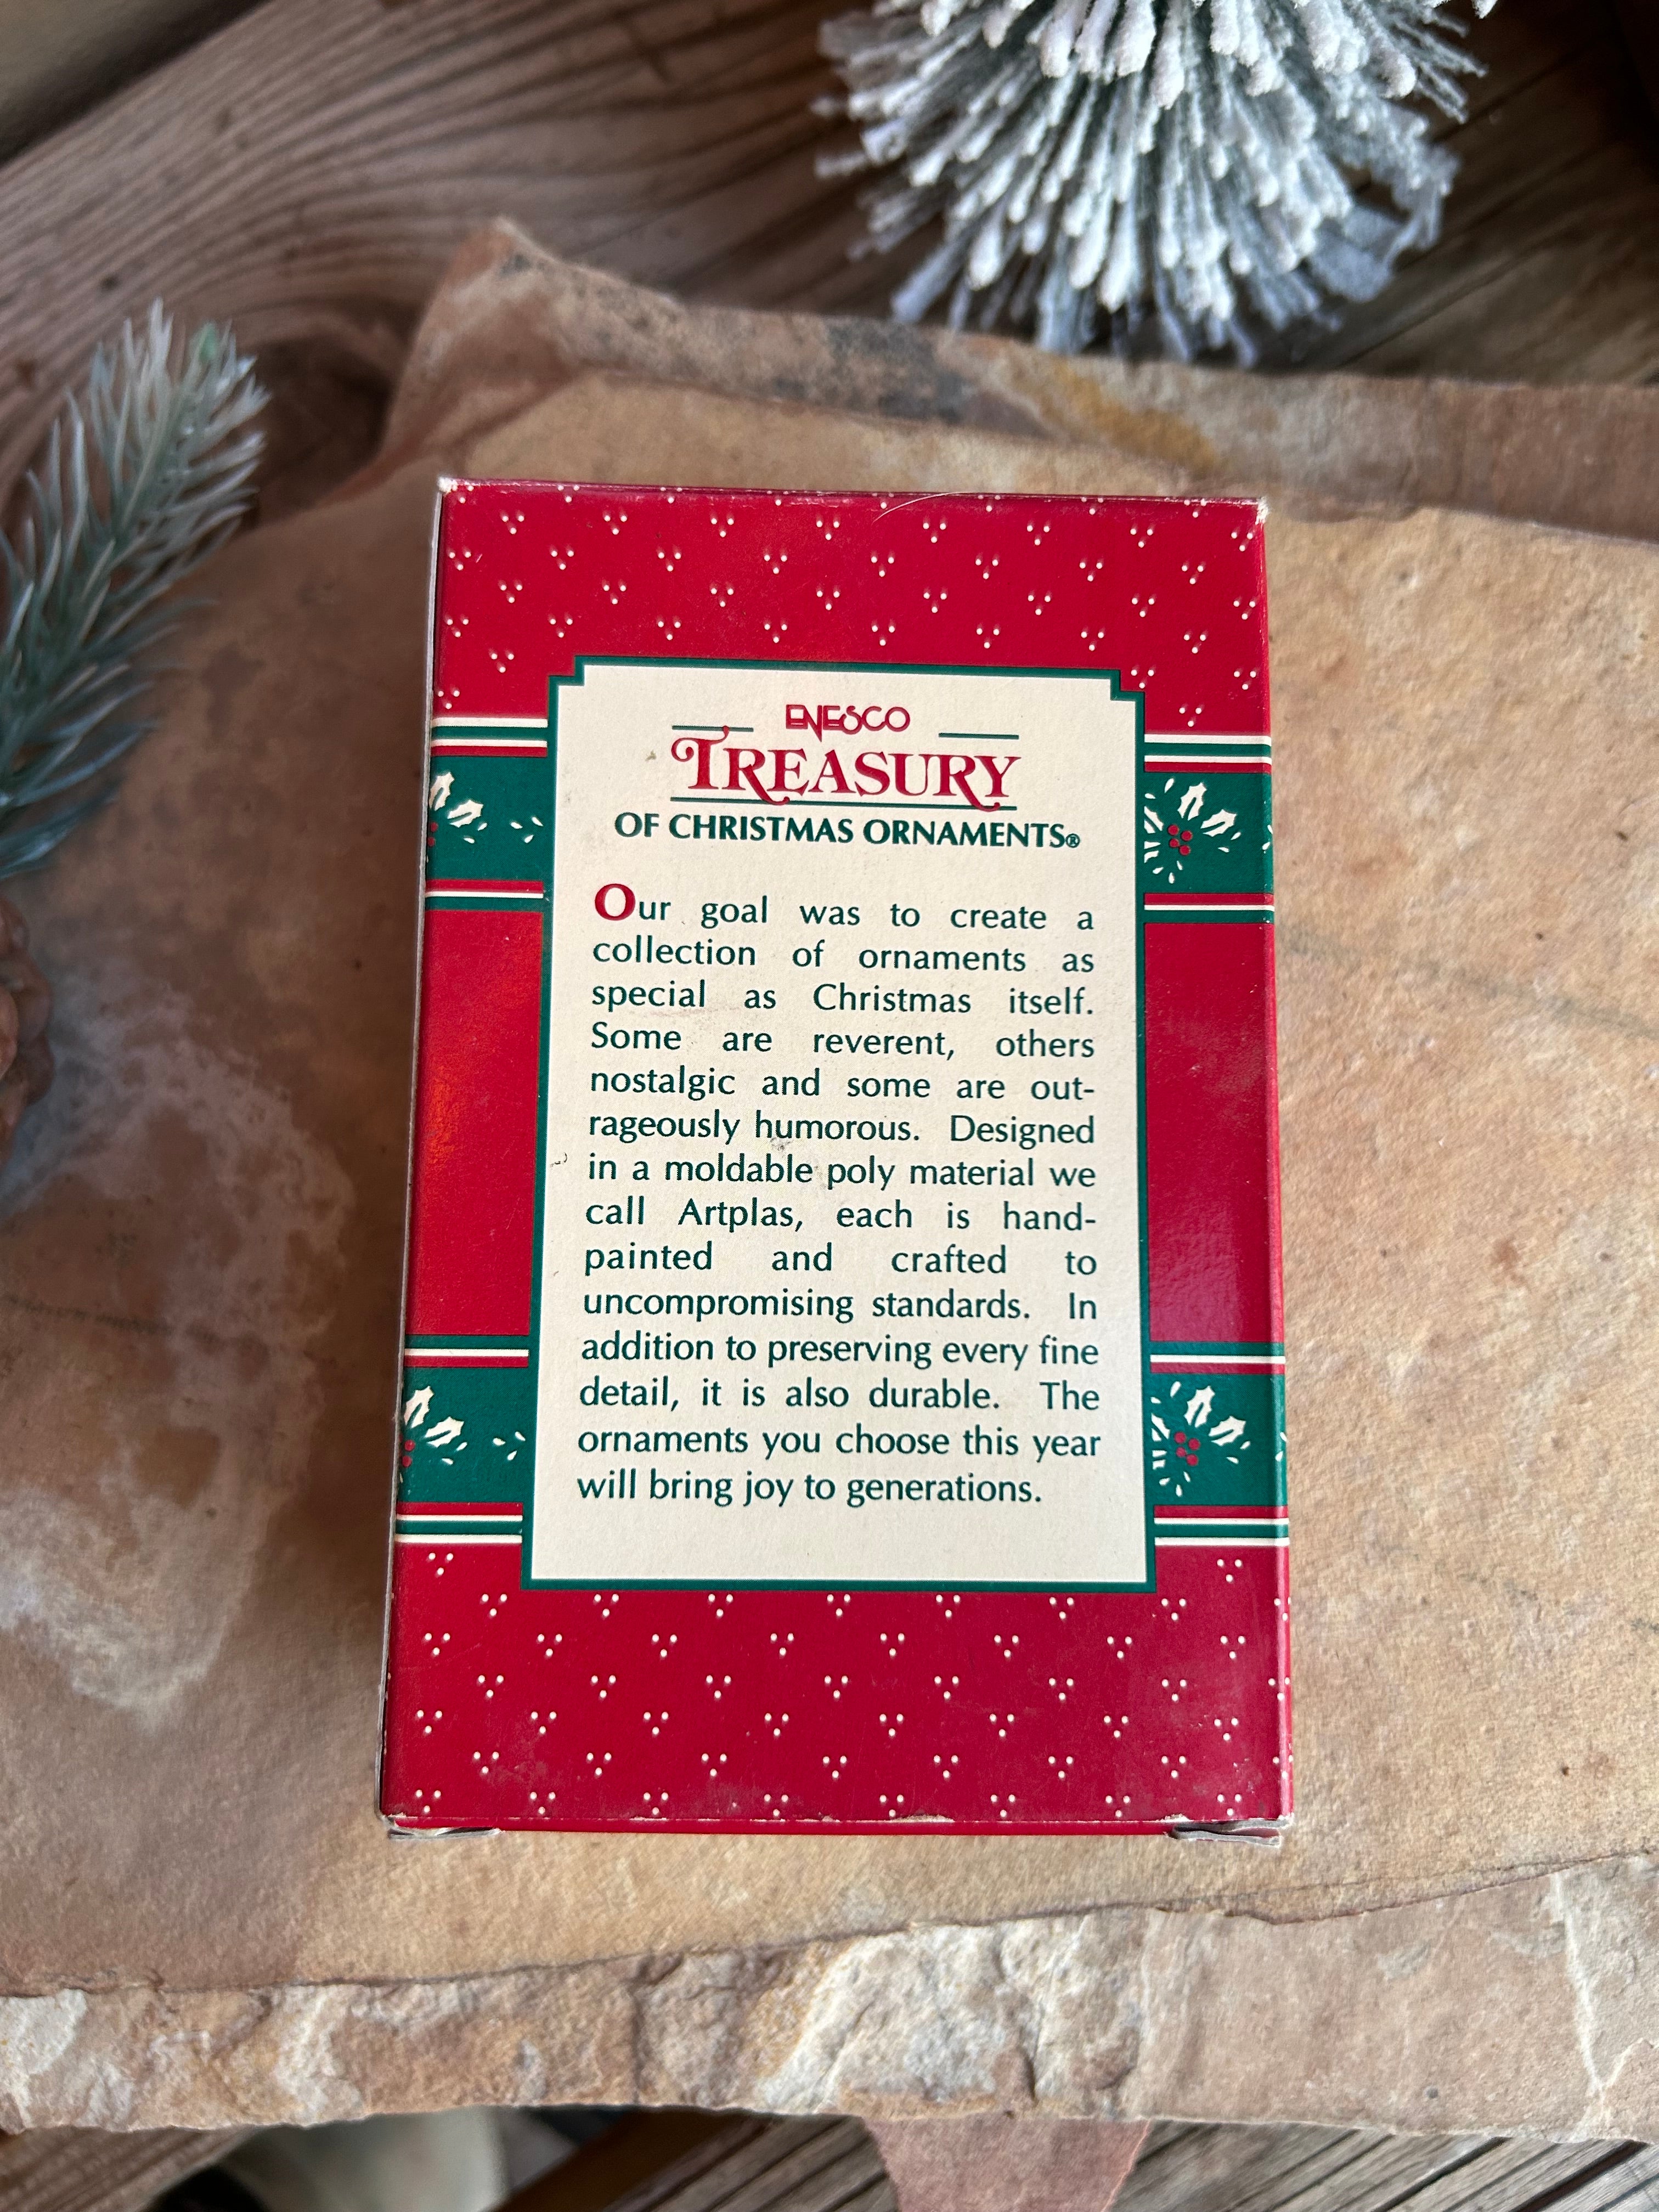 ENESCO
TREASURY
OF CHRISTMAS ORNAMENTS®
Our goal was to create a
collection of ornaments as
special as Christmas itself.
Some are reverent, others
nostalgic and some are out-
rageously humorous. Designed
in a moldable poly material we
call Artplas, each is hand-
painted and crafted to
uncompromising standards. In
addition to preserving every fine
detail, it is also durable. The
ornaments you choose this year
will bring joy to generations.